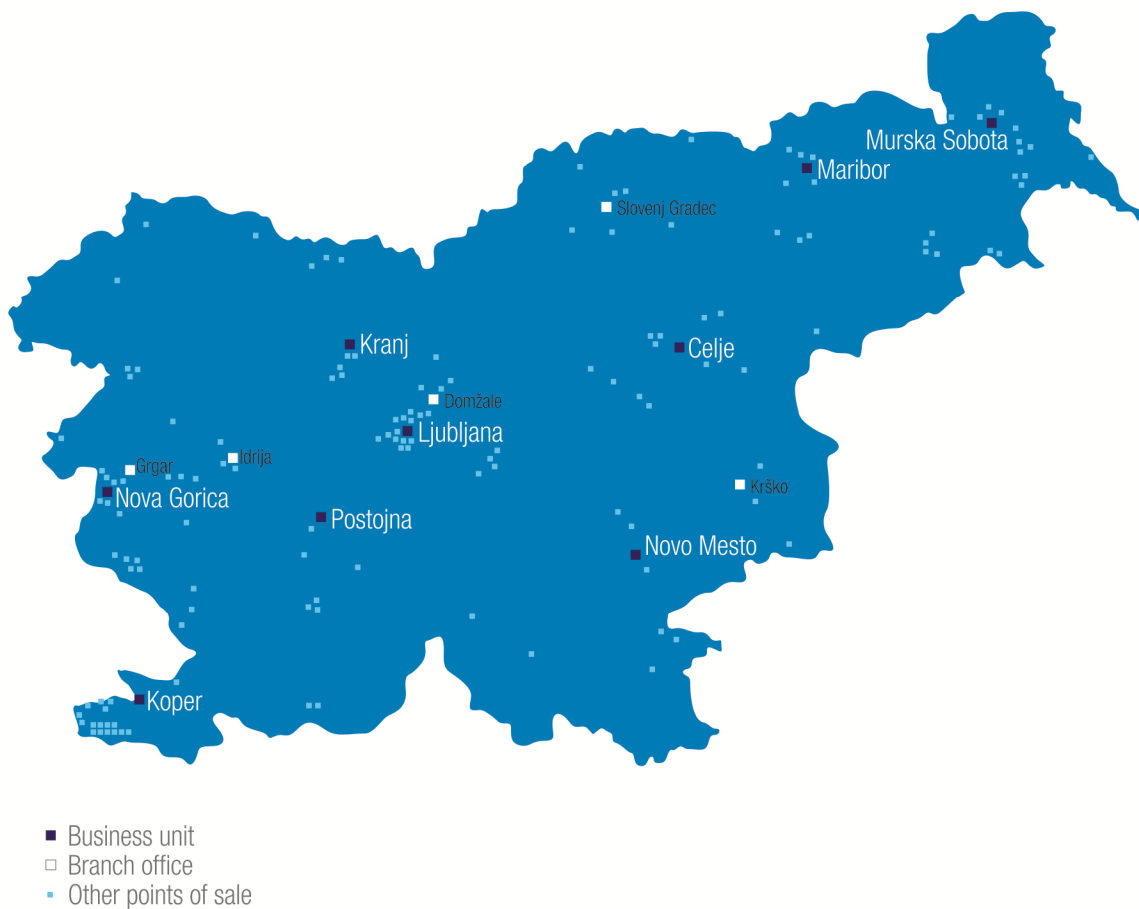 Murska Sobota
Maribor
Slovenj Gradec
Kranj
Celje
Domžale
Ljubljana
Grgar
Idrija
Nova Gorica
Krško
Postojna
Novo Mesto
Koper
Business unit
Branch office
Other points of sale